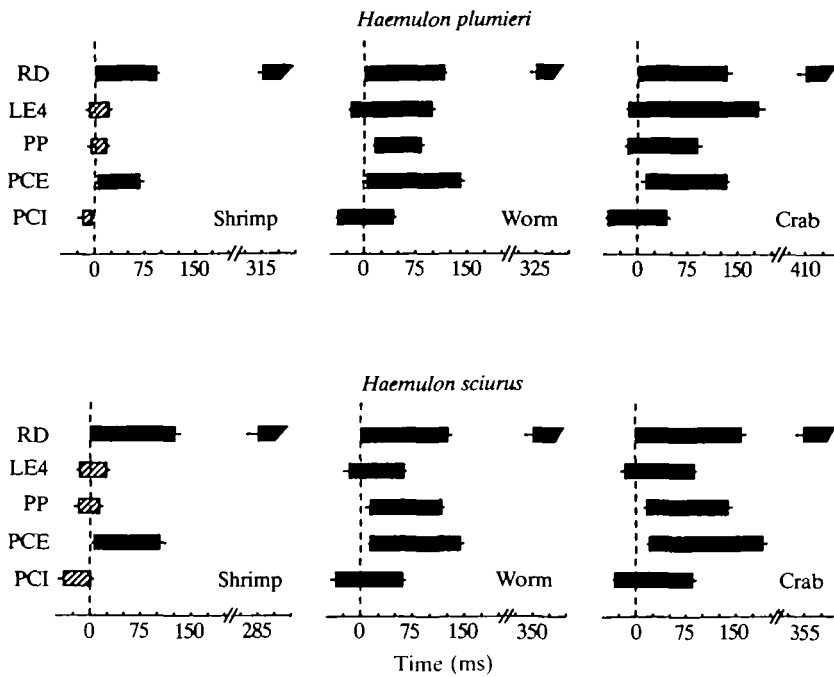 Haemulon plumieri
RD
LE4
PP
PCE
PCI
Shrimp
Worm
Crab
0 75 150 315
0 75 150 325
0 75 150 410
Haemulon sciurus
RD
LE4
PP
PCE
PCI
Shrimp
Worm
Crab
0 75 150 285
0 75 150 350
0 75 150 355
Time (ms)